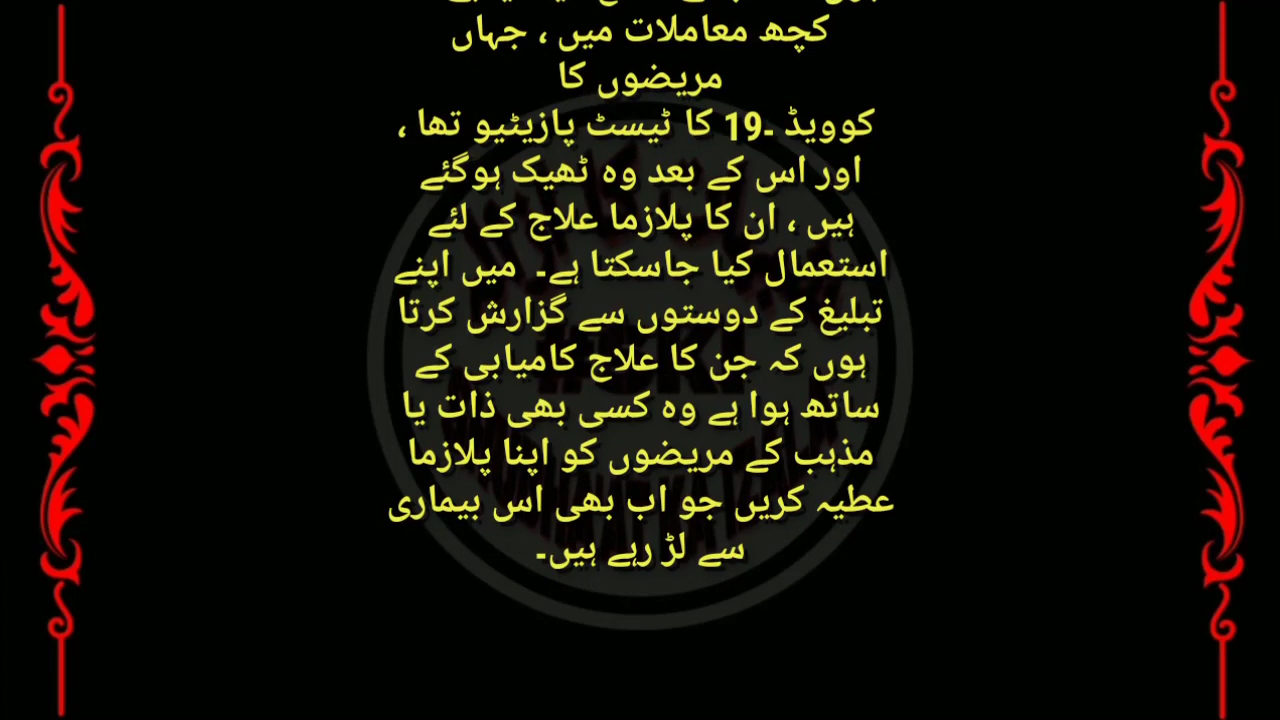 کچھ معاملات میں ، جہاں
مریضوں کا
کوویڈ ۔19 کا ٹیسٹ پازیٹیو تھا ،
اور اس کے بعد وہ ٹھیک ہوگئے
ہیں ، ان کا پلازما علاج کے لئے
استعمال کیا جاسکتا ہے۔ میں اپنے
تبلیغ کے دوستوں سے گزارش کرتا
ہوں کہ جن کا علاج کامیابی کے
ساتھ ہوا ہے وہ کسی بھی ذات یا
مذہب کے مریضوں کو اپنا پلازما
عطیہ کریں جو اب بھی اس بیماری
سے لڑ رہے ہیں۔